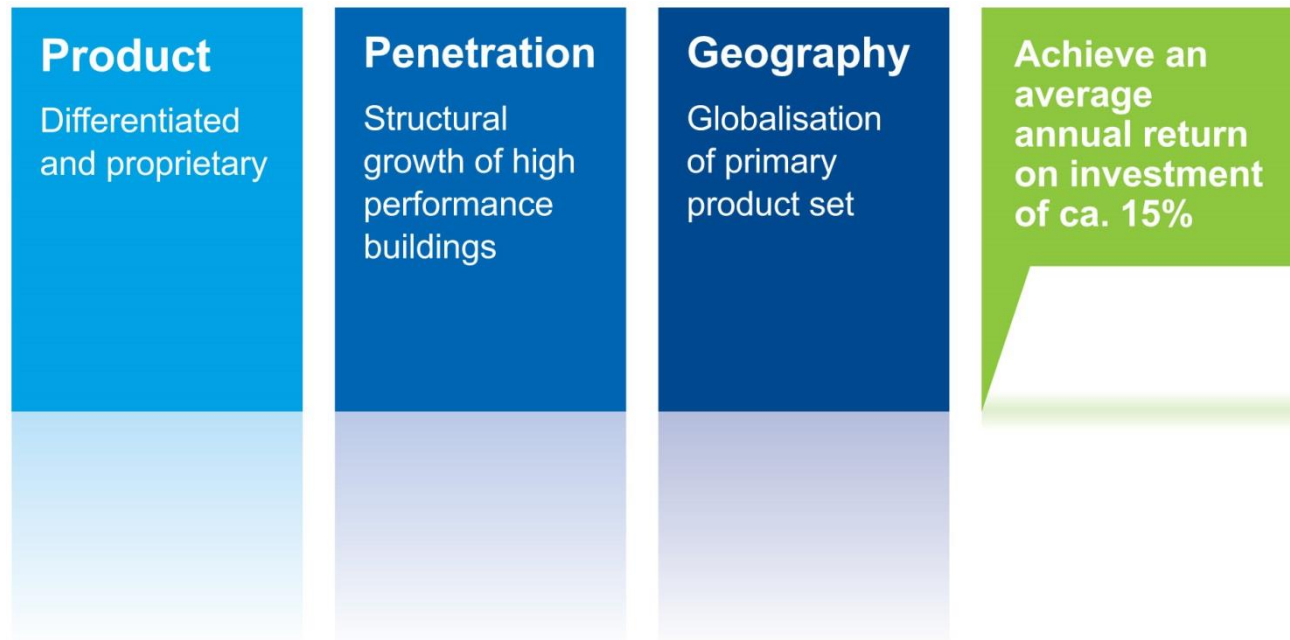 Product
Differentiated
and proprietary
Penetration
Structural
growth of high
performance
buildings
Geography
Globalisation
of primary
product set
Achieve an
average
annual return
on investment
of ca. 15%